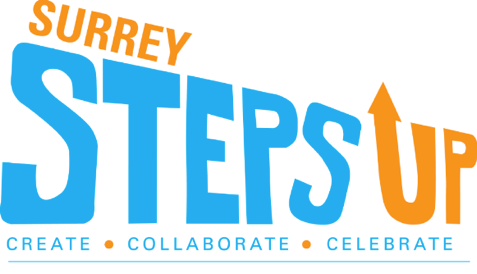 SURREY
STEPS UP
CREATE • COLLABORATE • CELEBRATE